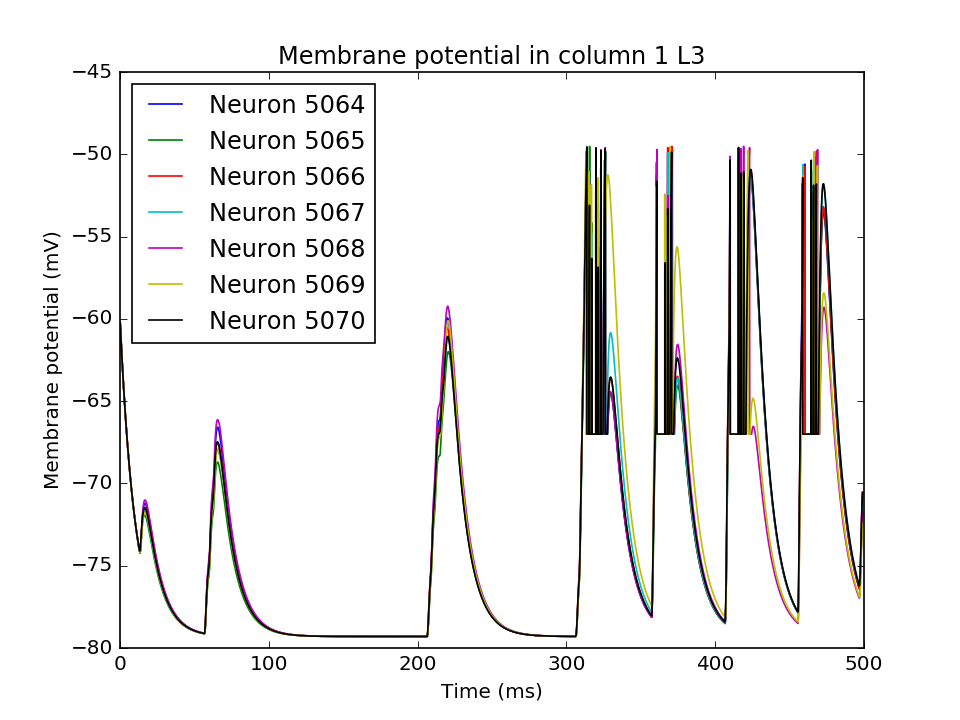 Membrane potential in column 1 L3
−45
−50
−55
−60
−65
−70
−75
−80
Membrane potential (mV)
Neuron 5064
Neuron 5065
Neuron 5066
Neuron 5067
Neuron 5068
Neuron 5069
Neuron 5070
0
100
200
300
400
500
Time (ms)